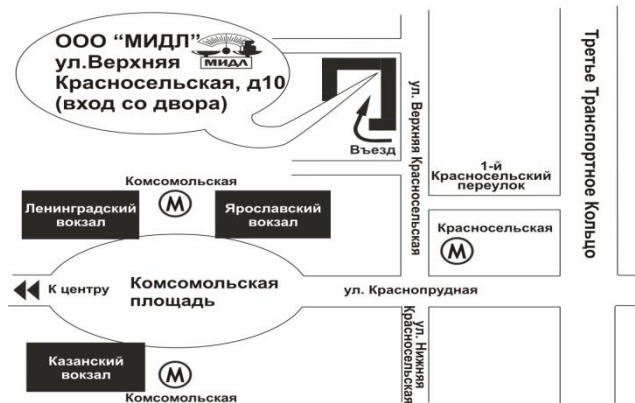 ООО “МИДЛ”
МИДЛ
ул.Верхняя
Красносельская, д10
(вход со двора)
Въезд
ул. Верхняя Красносельская
Третье Транспортное Кольцо
1-й
Красносельский
переулок
Комсомольская
М
Ленинградский
вокзал
Ярославский
вокзал
Красносельская
М
К центру
Комсомольская
площадь
ул. Краснопрудная
ул. Нижняя
Красносельская
Казанский
вокзал
М
Комсомольская